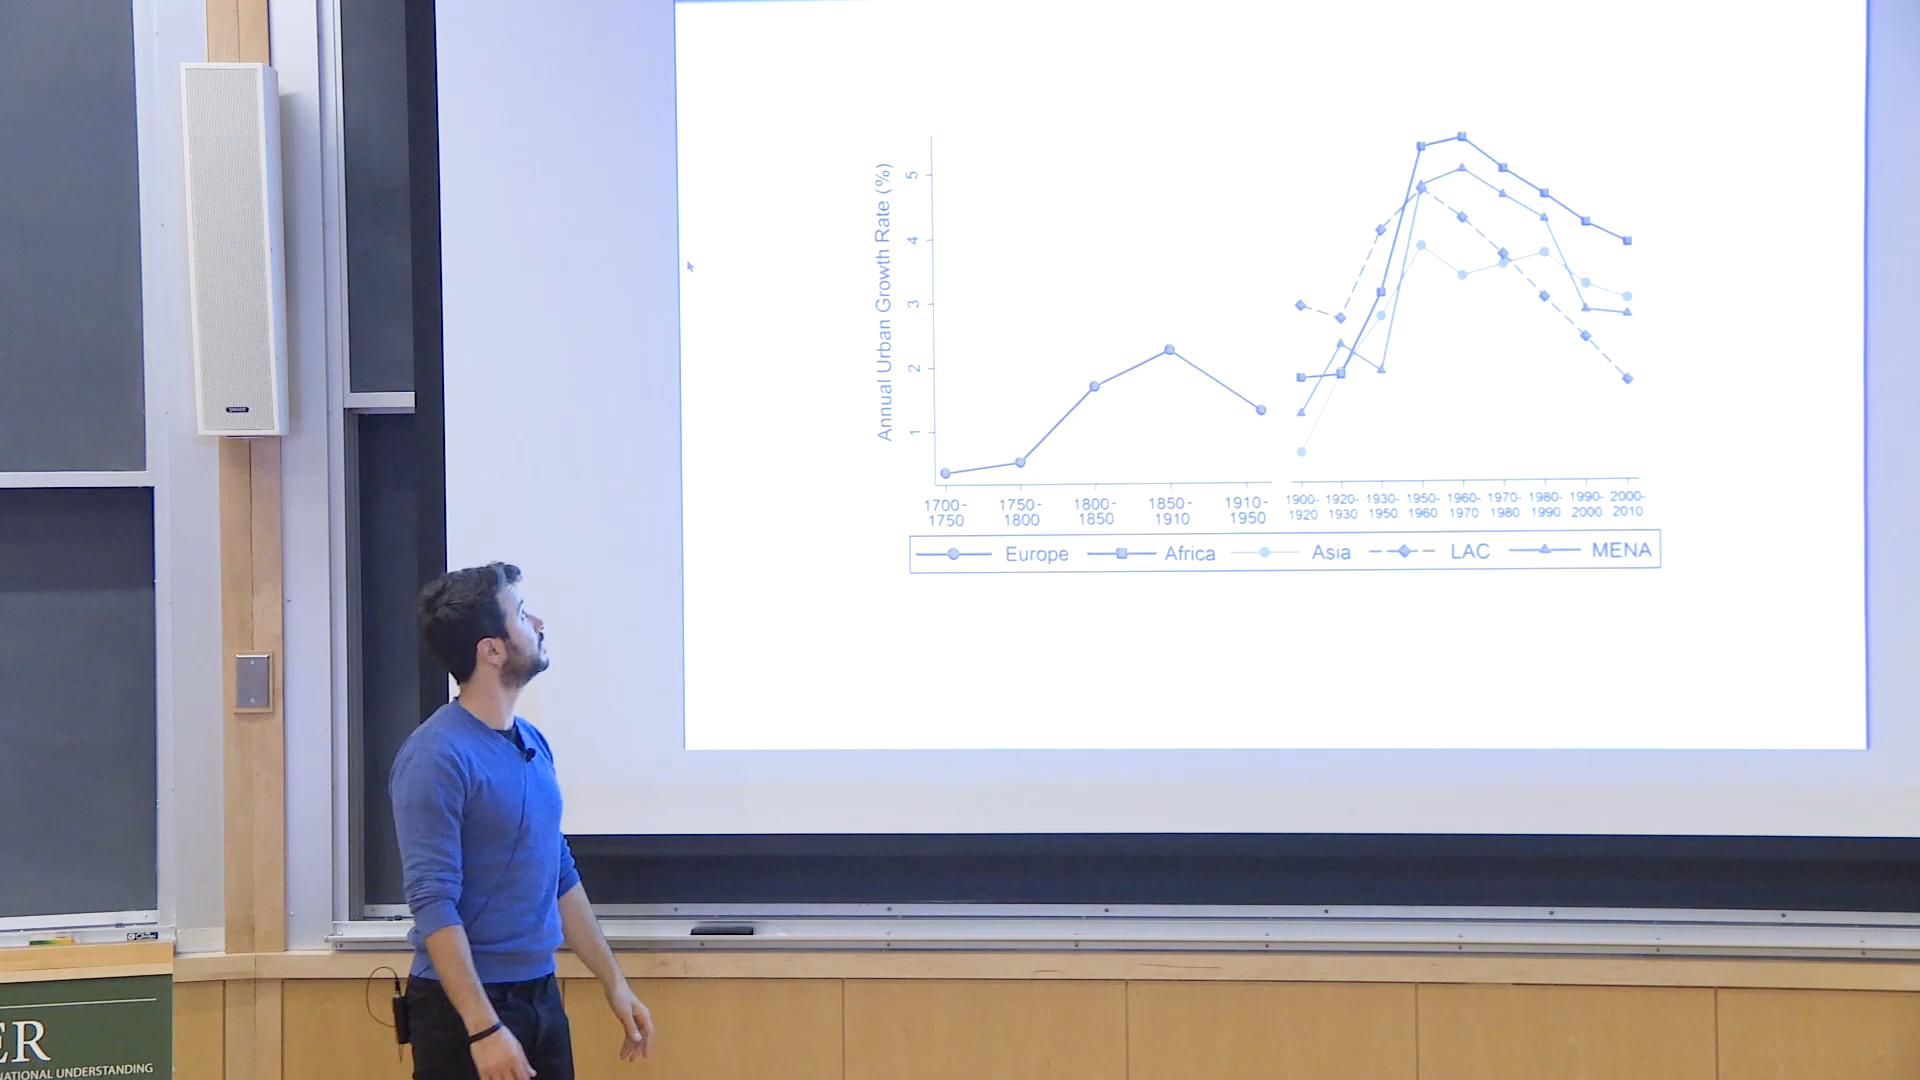 Annual Urban Growth Rate (%)
5
4
3
2
1
1700- 1750- 1800- 1850- 1910-
1750 1800 1850 1910 1950
1900- 1920- 1930- 1950- 1960- 1970- 1980- 1990- 2000-
1920 1930 1950 1960 1970 1980 1990 2000 2010
Europe Africa Asia LAC MENA
ER
NATIONAL UNDERSTANDING